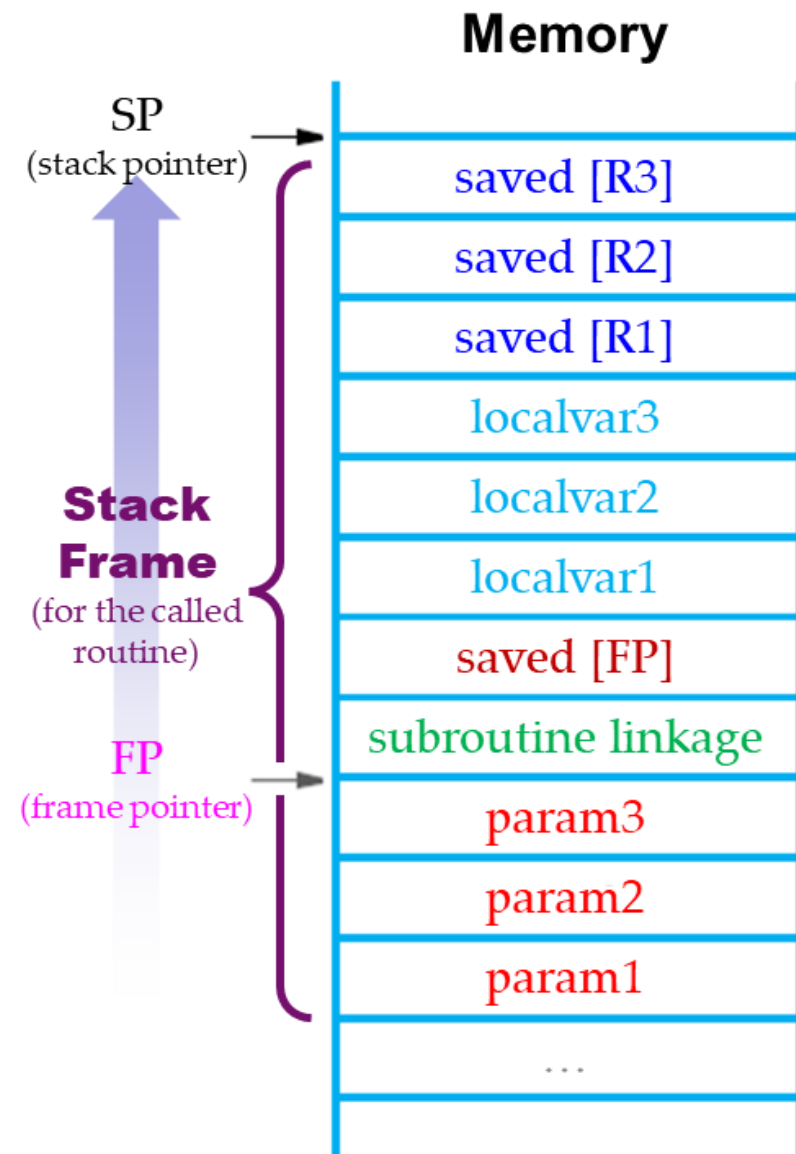 Memory
SP
(stack pointer)
saved [R3]
saved [R2]
saved [R1]
localvar3
localvar2
localvar1
Stack
Frame
(for the called
routine)
saved [FP]
subroutine linkage
FP
(frame pointer)
param3
param2
param1
...